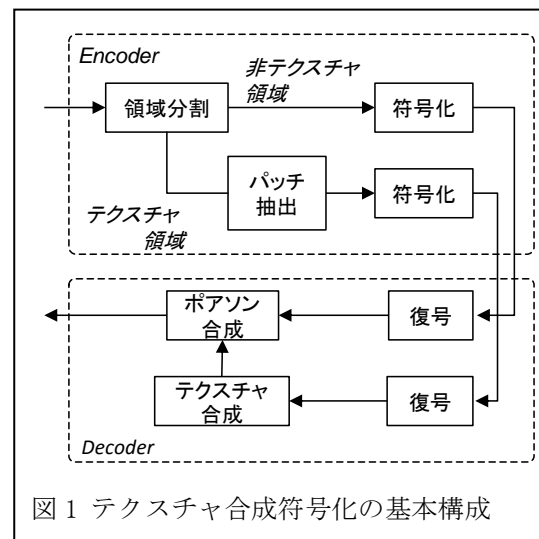 Encoder
非テクスチャ
領域
領域分割
符号化
パッチ
抽出
符号化
テクスチャ
領域
ポアソン
合成
復号
テクスチャ
合成
復号
Decoder
図 1 テクスチャ合成符号化の基本構成